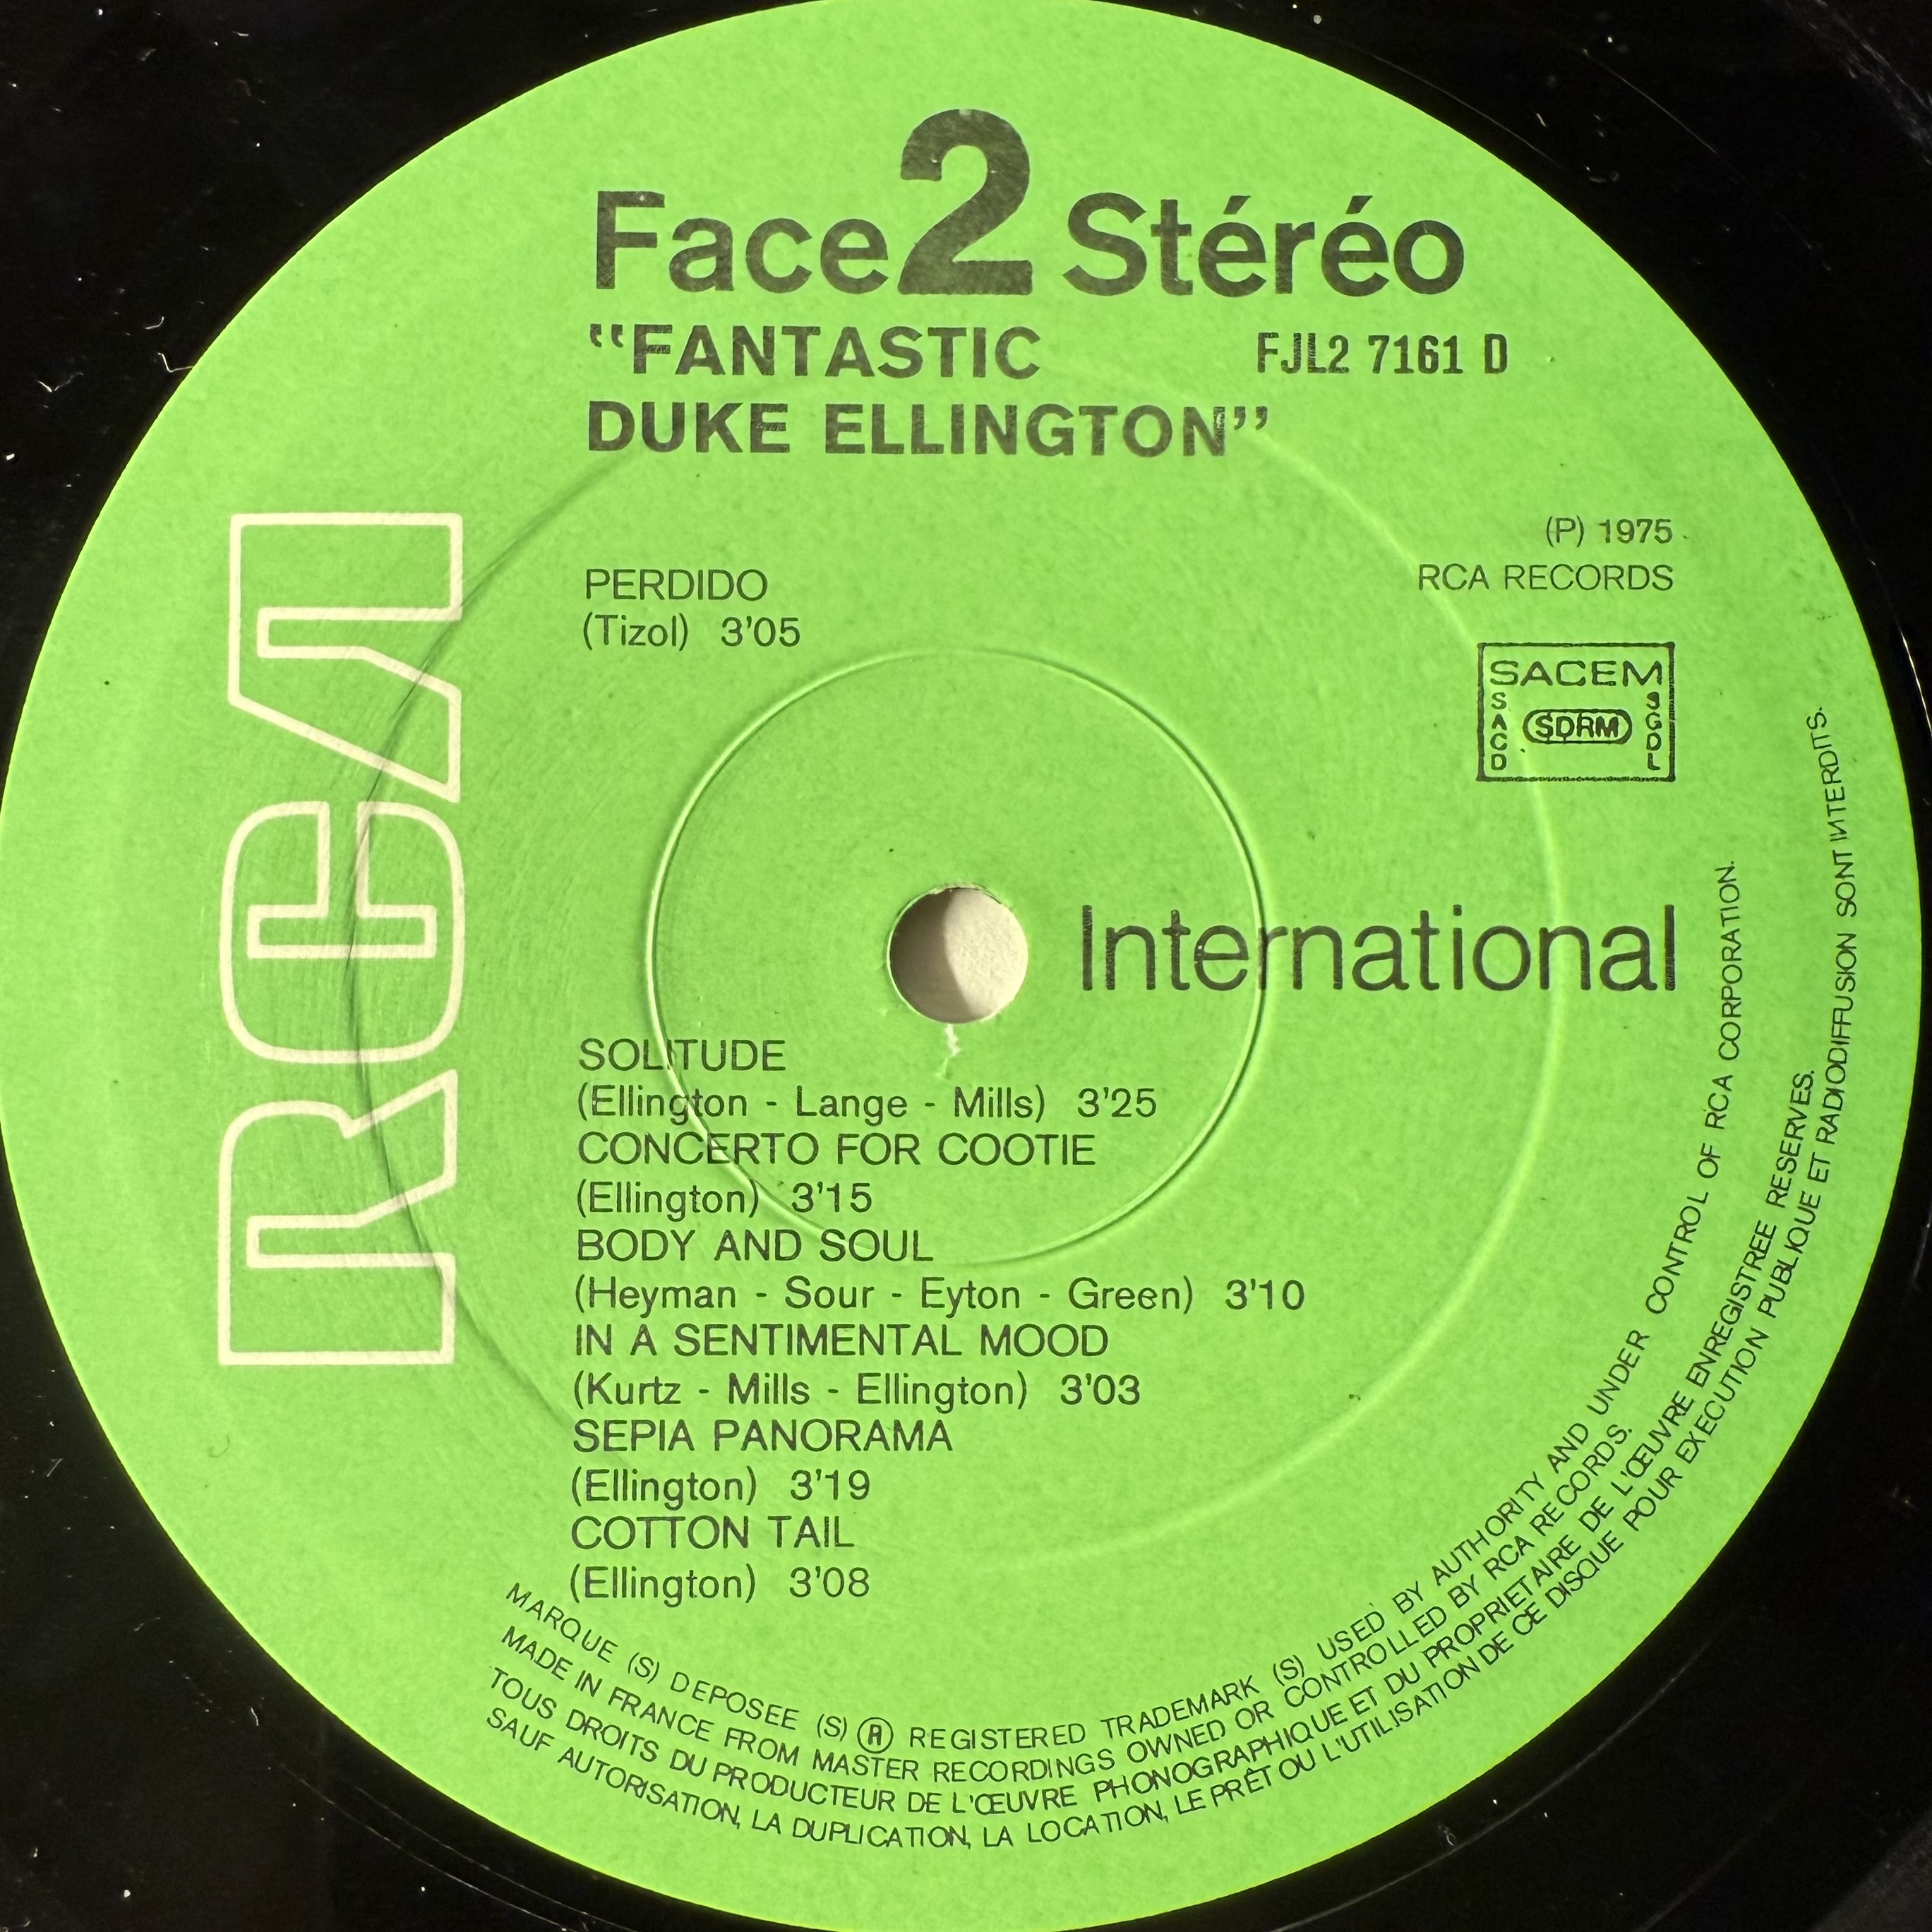 Face 2 Stéréo
"FANTASTIC
FJL2 7161 D
DUKE ELLINGTON"
(P) 1975
RCA RECORDS
PERDIDO
(Tizol) 3'05
SACEM
SACD
SDRM
SGDL
RCA
International
SOLITUDE
(Ellington - Lange - Mills) 3'25
CONCERTO FOR COOTIE
(Ellington) 3'15
BODY AND SOUL
(Heyman - Sour - Eyton - Green) 3'10
IN A SENTIMENTAL MOOD
(Kurtz - Mills - Ellington) 3'03
SEPIA PANORAMA
(Ellington) 3'19
COTTON TAIL
(Ellington) 3'08
MARQUE (S) DEPOSEE (S) ® REGISTERED TRADEMARK (S) USED BY AUTHORITY AND UNDER CONTROL OF RCA CORPORATION.
MADE IN FRANCE FROM MASTER RECORDINGS OWNED OR CONTROLLED BY RCA RECORDS.
TOUS DROITS DU PRODUCTEUR DE L'ŒUVRE PHONOGRAPHIQUE ET DU PROPRIETAIRE DE L'ŒUVRE ENREGISTREE RESERVES.
SAUF AUTORISATION, LA DUPLICATION, LA LOCATION, LE PRÊT OU L'UTILISATION DE CE DISQUE POUR EXECUTION PUBLIQUE ET RADIODIFFUSION SONT INTERDITS.